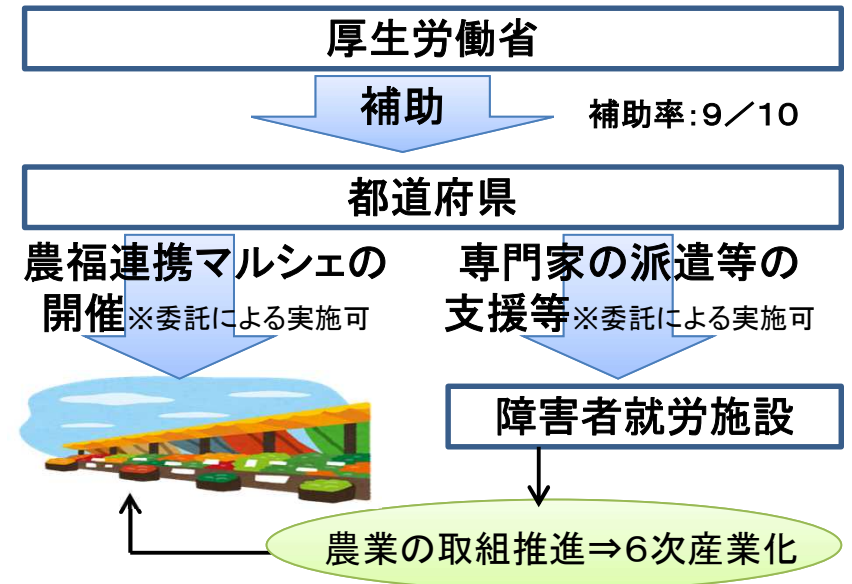 厚生労働省
補助
補助率:9/10
都道府県
農福連携マルシェの
開催※委託による実施可
専門家の派遣等の
支援等※委託による実施可
障害者就労施設
農業の取組推進⇒6次産業化